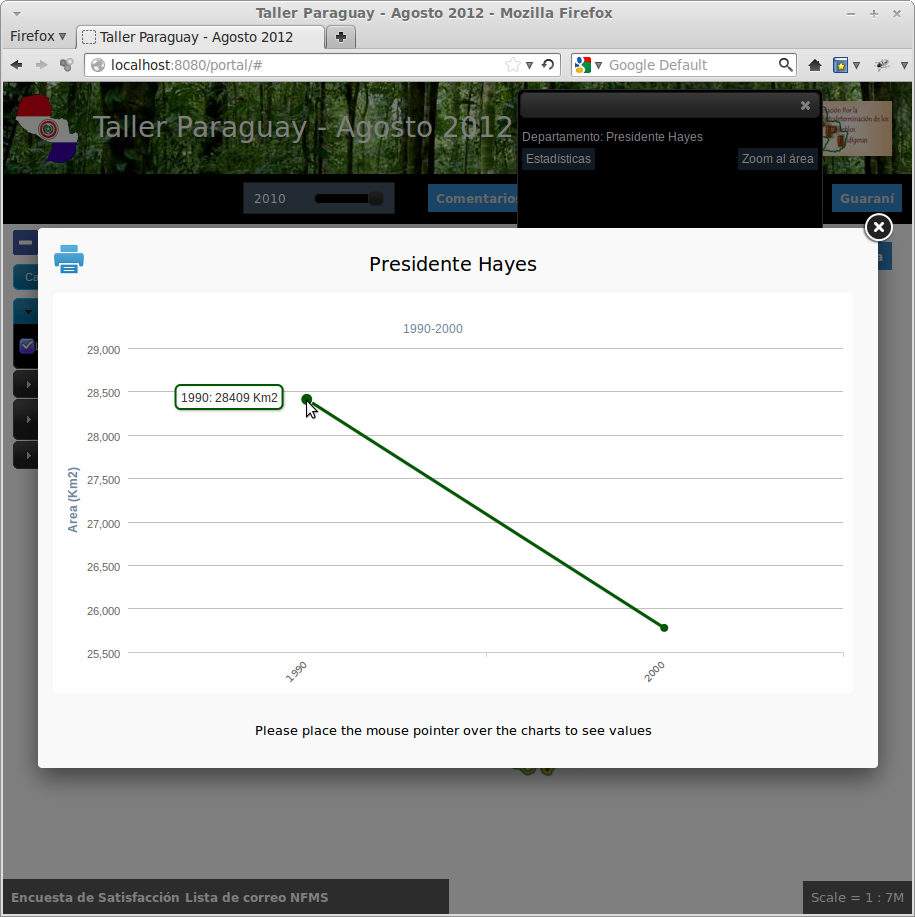 Taller Paraguay - Agosto 2012 - Mozilla Firefox
Firefox
Taller Paraguay - Agosto 2012
localhost:8080/portal/#
Google Default
Taller Paraguay - Agosto 2012
Departamento: Presidente Hayes
Estadísticas
Zoom al área
2010
Comentarios
Guaraní
Ca
a
Presidente Hayes
1990-2000
29,000
28,500
28,000
27,500
27,000
26,500
26,000
25,500
Area (Km2)
1990: 28409 Km2
1990
2000
Please place the mouse pointer over the charts to see values
Encuesta de Satisfacción Lista de correo NFMS
Scale = 1 : 7M